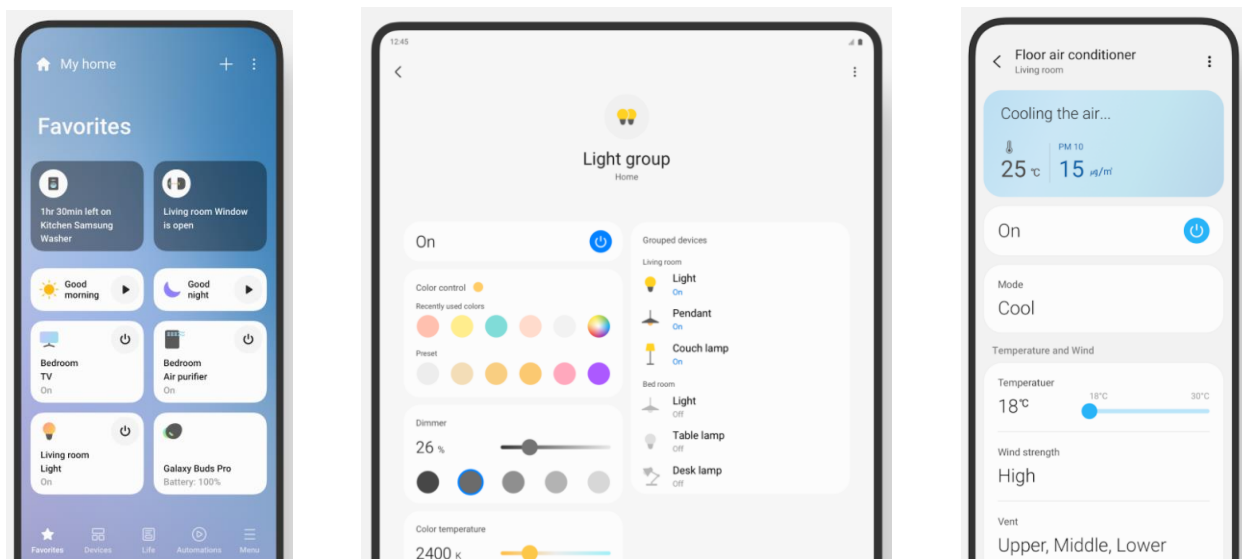 My home
Favorites
1hr 30min left on
Kitchen Samsung
Washer
Living room Window
is open
Good
morning
Good
night
Bedroom
TV
On
Bedroom
Air purifier
On
Living room
Light
On
Galaxy Buds Pro
Battery: 100%
Favorites
Devices
Life
Automations
Menu
12:45
Light group
Home
On
Color control
Recently used colors
Preset
Dimmer
26 %
Color temperature
2400 K
Grouped devices
Living room
Light
On
Pendant
On
Couch lamp
On
Bed room
Light
Off
Table lamp
Off
Desk lamp
Off
Floor air conditioner
Living room
Cooling the air...
PM 10
25 ℃ 15 μg/㎥
On
Mode
Cool
Temperature and Wind
Temperatuer
18℃
18°C 30°C
Wind strength
High
Vent
Upper, Middle, Lower